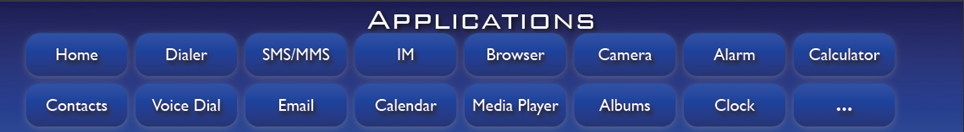 APPLICATIONS
Home Dialer SMS/MMS IM Browser Camera Alarm Calculator
Contacts Voice Dial Email Calendar Media Player Albums Clock ...